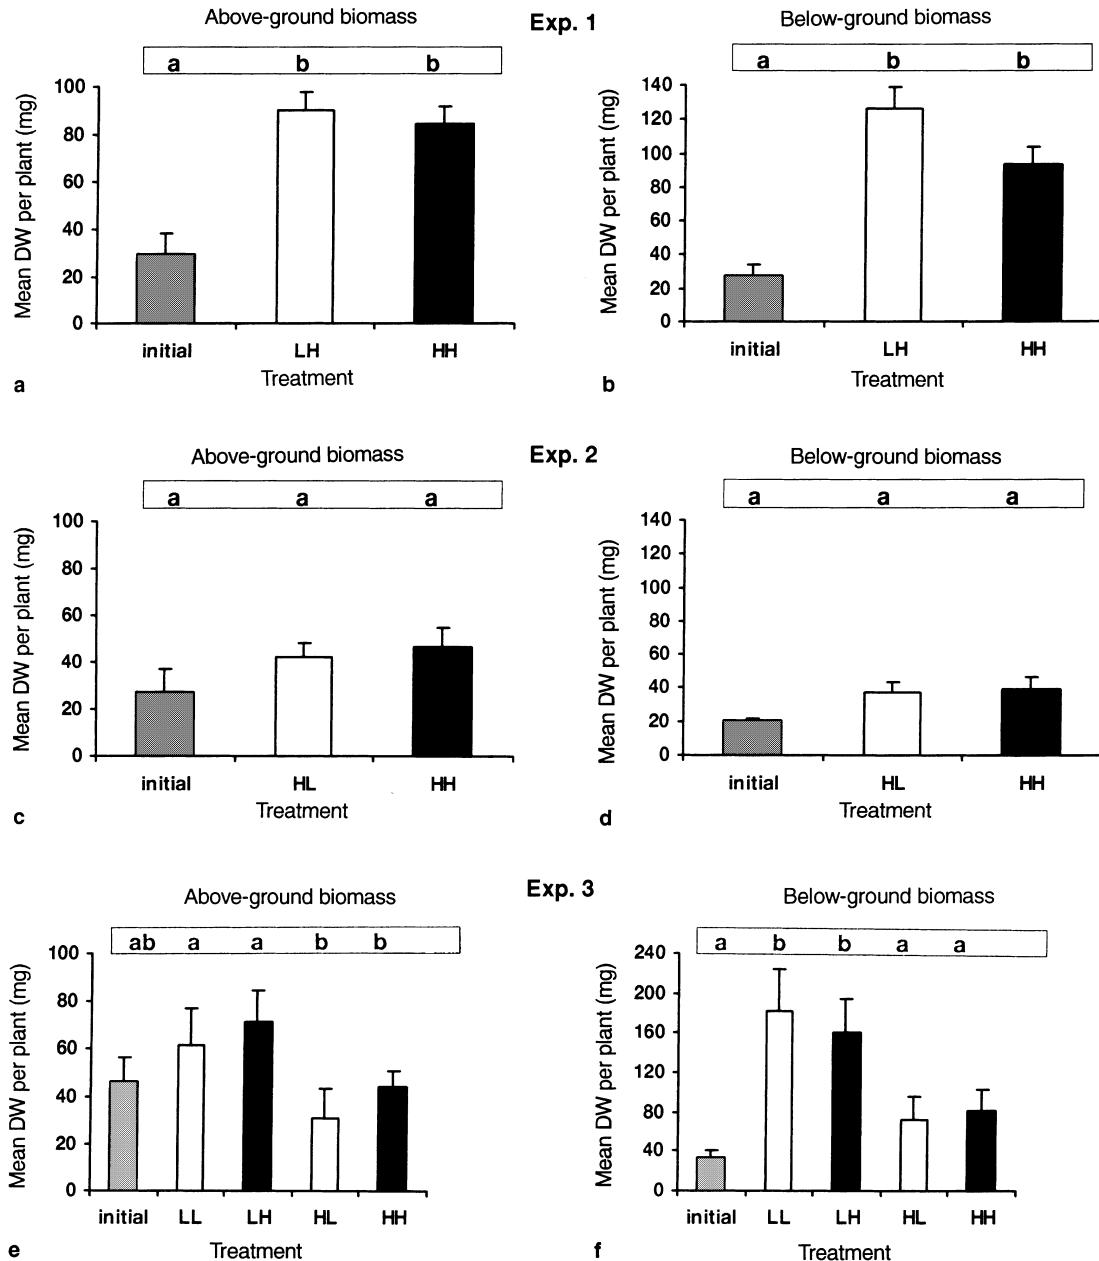 Above-ground biomass
Exp. 1
Below-ground biomass
a b b
a b b
Mean DW per plant (mg)
100
80
60
40
20
0
initial LH HH
Treatment
a
Mean DW per plant (mg)
140
120
100
80
60
40
20
0
initial LH HH
Treatment
b
Above-ground biomass
Exp. 2
Below-ground biomass
a a a
a a a
Mean DW per plant (mg)
100
80
60
40
20
0
initial HL HH
Treatment
c
Mean DW per plant (mg)
140
120
100
80
60
40
20
0
initial HL HH
Treatment
d
Above-ground biomass
Exp. 3
Below-ground biomass
ab a a b b
a b b a a
Mean DW per plant (mg)
100
80
60
40
20
0
initial LL LH HL HH
Treatment
e
Mean DW per plant (mg)
240
200
160
120
80
40
0
initial LL LH HL HH
Treatment
f